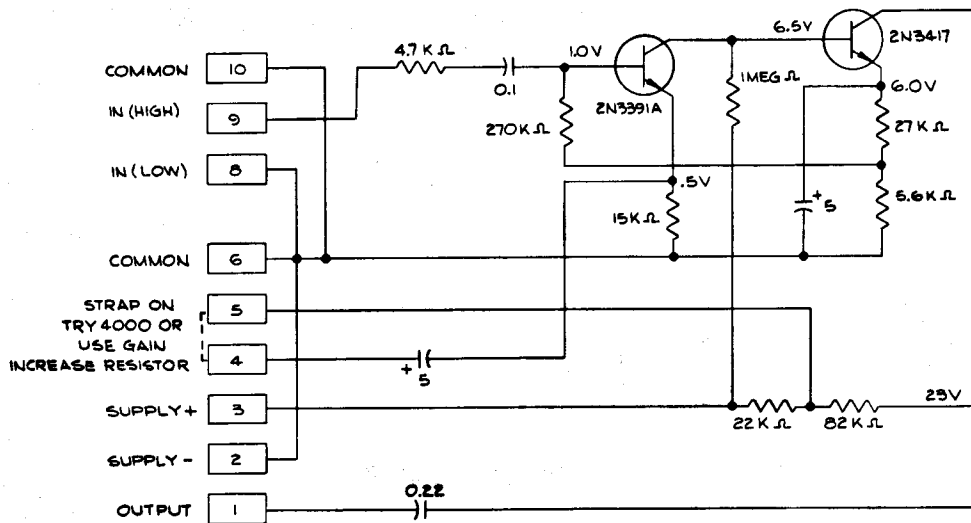 COMMON 10
IN (HIGH) 9
IN (LOW) 8
COMMON 6
STRAP ON
TRY 4000 OR
USE GAIN
INCREASE RESISTOR
5
4
SUPPLY + 3
SUPPLY - 2
OUTPUT 1
4.7 K Ω
0.1
1.0V
270K Ω
2N3391A
.5V
15K Ω
1MEG Ω
6.5V
2N3417
6.0V
27K Ω
+
5
5.6K Ω
+
5
22K Ω
82K Ω
23V
0.22